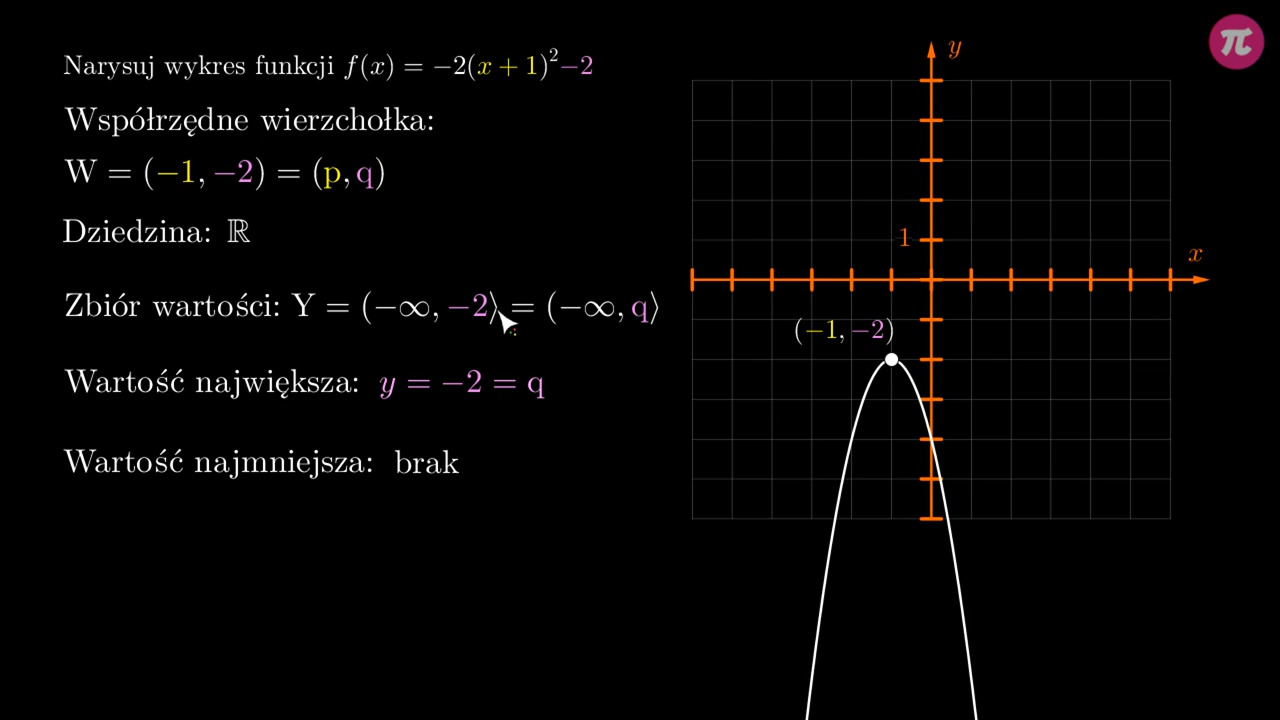 Narysuj wykres funkcji f(x) = −2(x + 1)²−2
Współrzędne wierzchołka:
W = (−1, −2) = (p, q)
Dziedzina: ℝ
Zbiór wartości: Y = (−∞, −2⟩ = (−∞, q⟩
Wartość największa: y = −2 = q
Wartość najmniejsza: brak
π
y
1
x
(−1, −2)